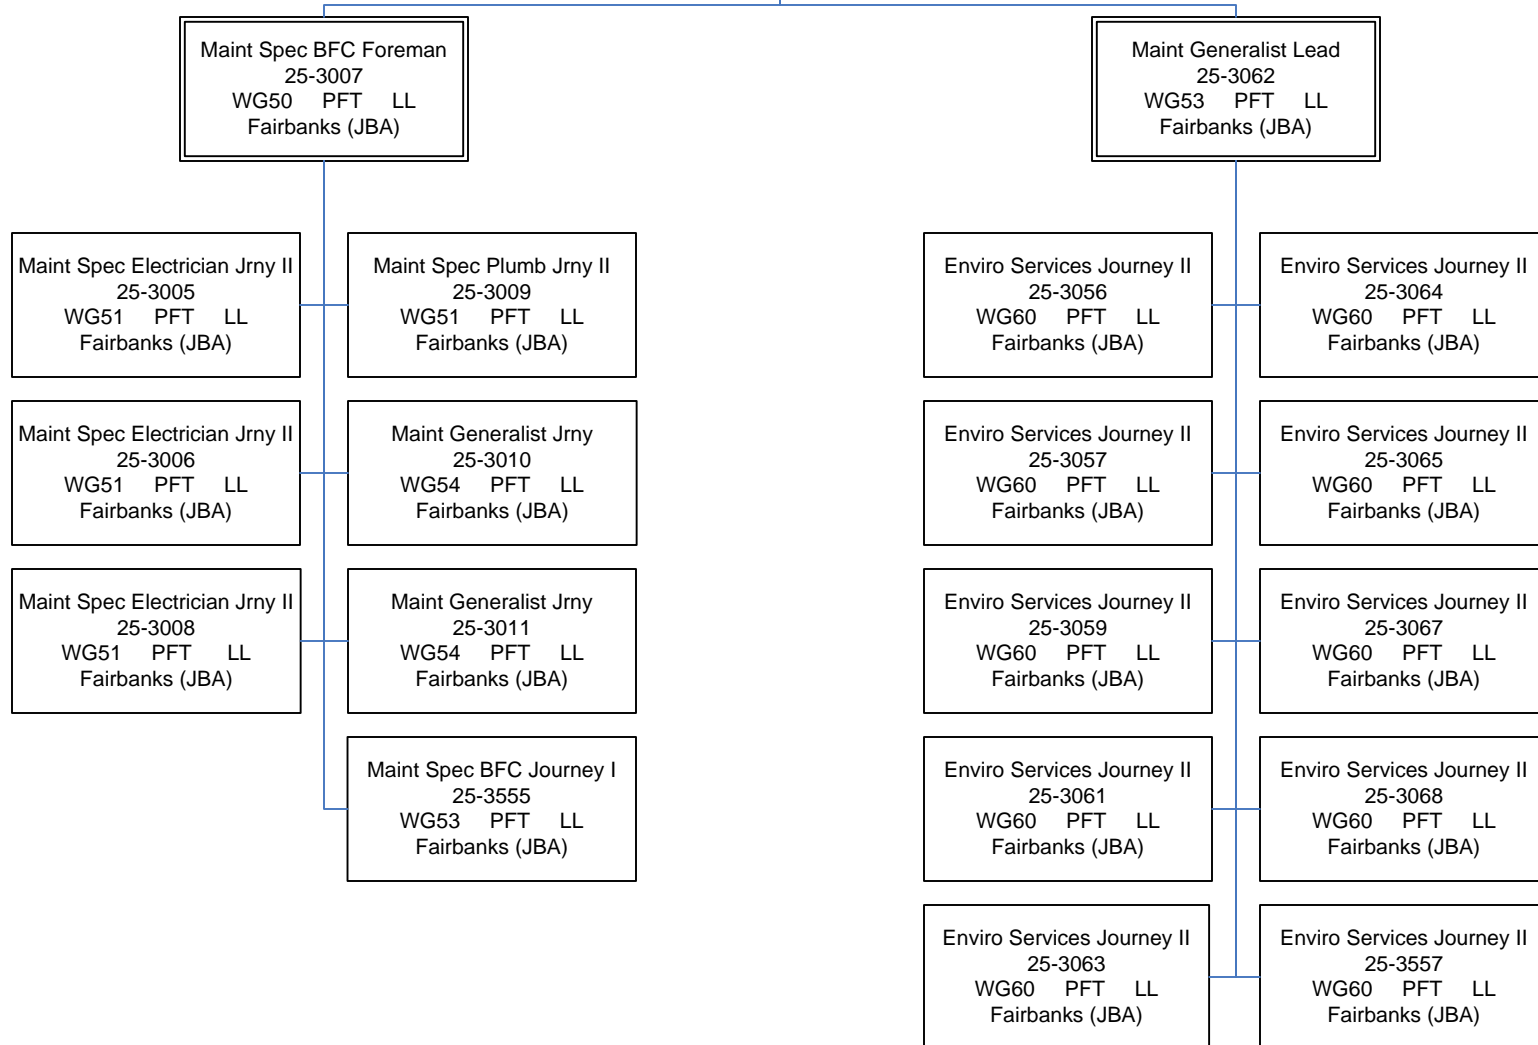 Maint Spec BFC Foreman
25-3007
WG50 PFT LL
Fairbanks (JBA)
Maint Generalist Lead
25-3062
WG53 PFT LL
Fairbanks (JBA)
Maint Spec Electrician Jrny II
25-3005
WG51 PFT LL
Fairbanks (JBA)
Maint Spec Plumb Jrny II
25-3009
WG51 PFT LL
Fairbanks (JBA)
Enviro Services Journey II
25-3056
WG60 PFT LL
Fairbanks (JBA)
Enviro Services Journey II
25-3064
WG60 PFT LL
Fairbanks (JBA)
Maint Spec Electrician Jrny II
25-3006
WG51 PFT LL
Fairbanks (JBA)
Maint Generalist Jrny
25-3010
WG54 PFT LL
Fairbanks (JBA)
Enviro Services Journey II
25-3057
WG60 PFT LL
Fairbanks (JBA)
Enviro Services Journey II
25-3065
WG60 PFT LL
Fairbanks (JBA)
Maint Spec Electrician Jrny II
25-3008
WG51 PFT LL
Fairbanks (JBA)
Maint Generalist Jrny
25-3011
WG54 PFT LL
Fairbanks (JBA)
Enviro Services Journey II
25-3059
WG60 PFT LL
Fairbanks (JBA)
Enviro Services Journey II
25-3067
WG60 PFT LL
Fairbanks (JBA)
Maint Spec BFC Journey I
25-3555
WG53 PFT LL
Fairbanks (JBA)
Enviro Services Journey II
25-3061
WG60 PFT LL
Fairbanks (JBA)
Enviro Services Journey II
25-3068
WG60 PFT LL
Fairbanks (JBA)
Enviro Services Journey II
25-3063
WG60 PFT LL
Fairbanks (JBA)
Enviro Services Journey II
25-3557
WG60 PFT LL
Fairbanks (JBA)